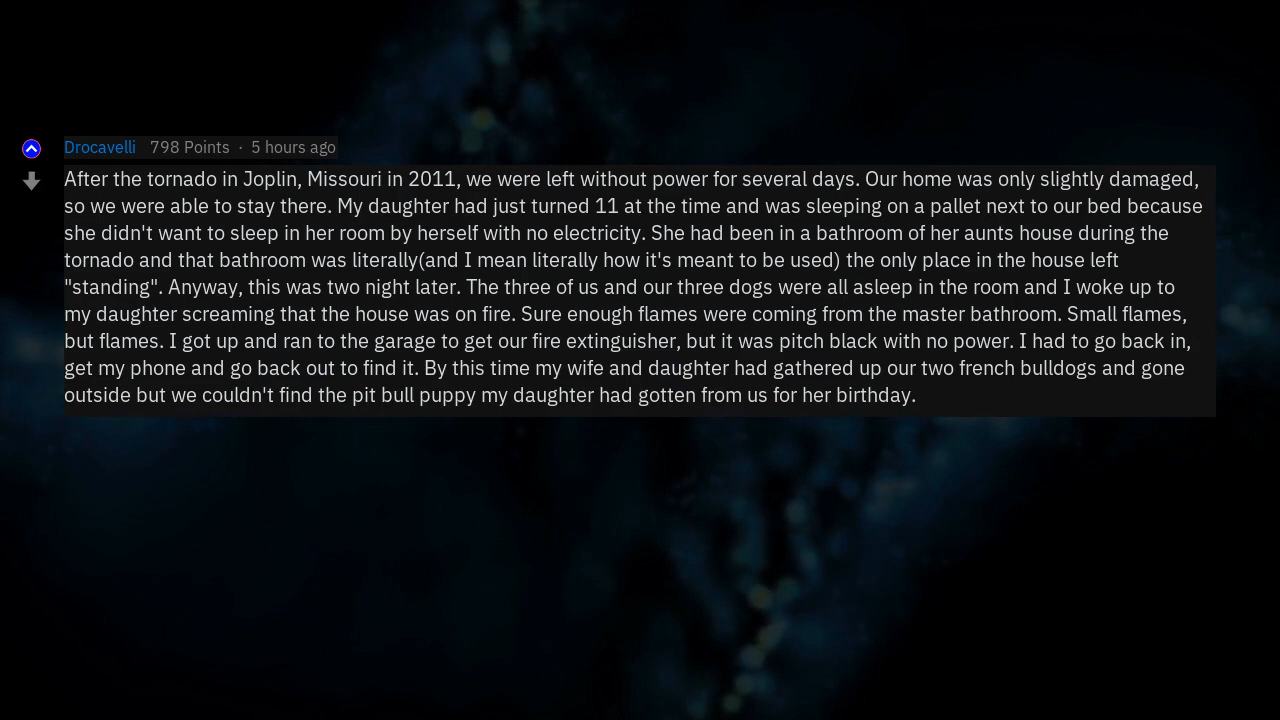 Drocavelli 798 Points · 5 hours ago
After the tornado in Joplin, Missouri in 2011, we were left without power for several days. Our home was only slightly damaged,
so we were able to stay there. My daughter had just turned 11 at the time and was sleeping on a pallet next to our bed because
she didn't want to sleep in her room by herself with no electricity. She had been in a bathroom of her aunts house during the
tornado and that bathroom was literally(and I mean literally how it's meant to be used) the only place in the house left
"standing". Anyway, this was two night later. The three of us and our three dogs were all asleep in the room and I woke up to
my daughter screaming that the house was on fire. Sure enough flames were coming from the master bathroom. Small flames,
but flames. I got up and ran to the garage to get our fire extinguisher, but it was pitch black with no power. I had to go back in,
get my phone and go back out to find it. By this time my wife and daughter had gathered up our two french bulldogs and gone
outside but we couldn't find the pit bull puppy my daughter had gotten from us for her birthday.